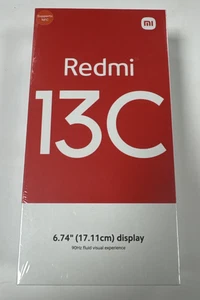 mi
Redmi
13C
6.74" (17.11cm) display
90Hz fluid visual experience